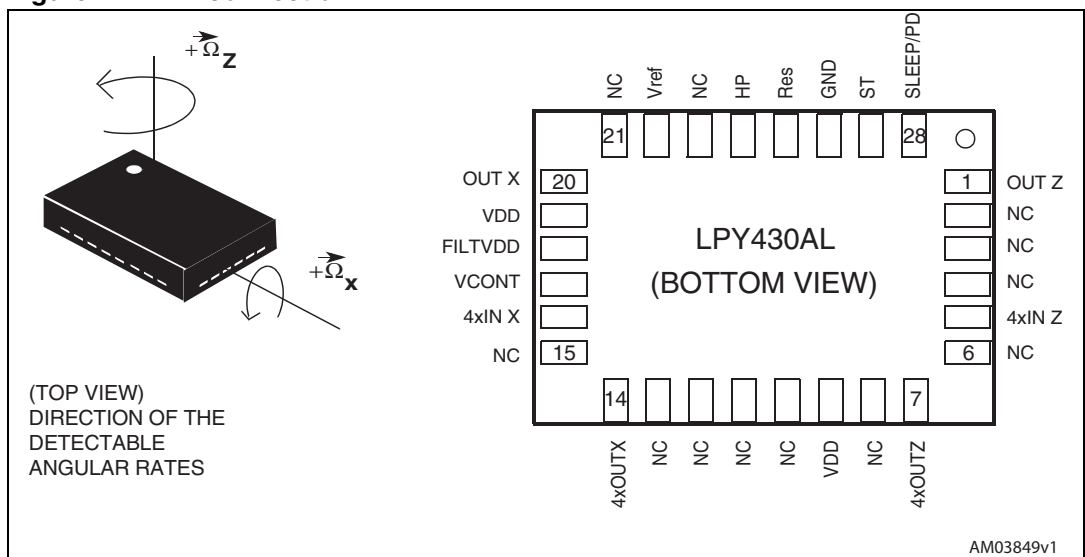 +Ω Z
+Ω x
(TOP VIEW)
DIRECTION OF THE
DETECTABLE
ANGULAR RATES
NC
Vref
NC
HP
Res
GND
ST
SLEEP/PD
21
28
OUT X
20
VDD
FILTVDD
VCONT
4xIN X
NC
15
LPY430AL
(BOTTOM VIEW)
1
OUT Z
NC
NC
NC
4xIN Z
6
NC
14
7
4xOUTX
NC
NC
NC
NC
VDD
NC
4xOUTZ
AM03849v1